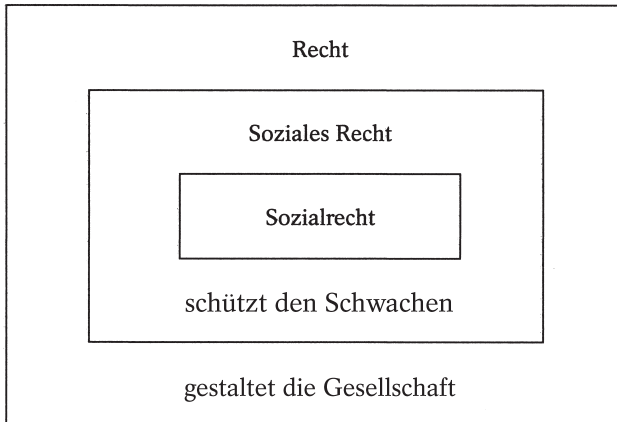 Recht
Soziales Recht
Sozialrecht
schützt den Schwachen
gestaltet die Gesellschaft